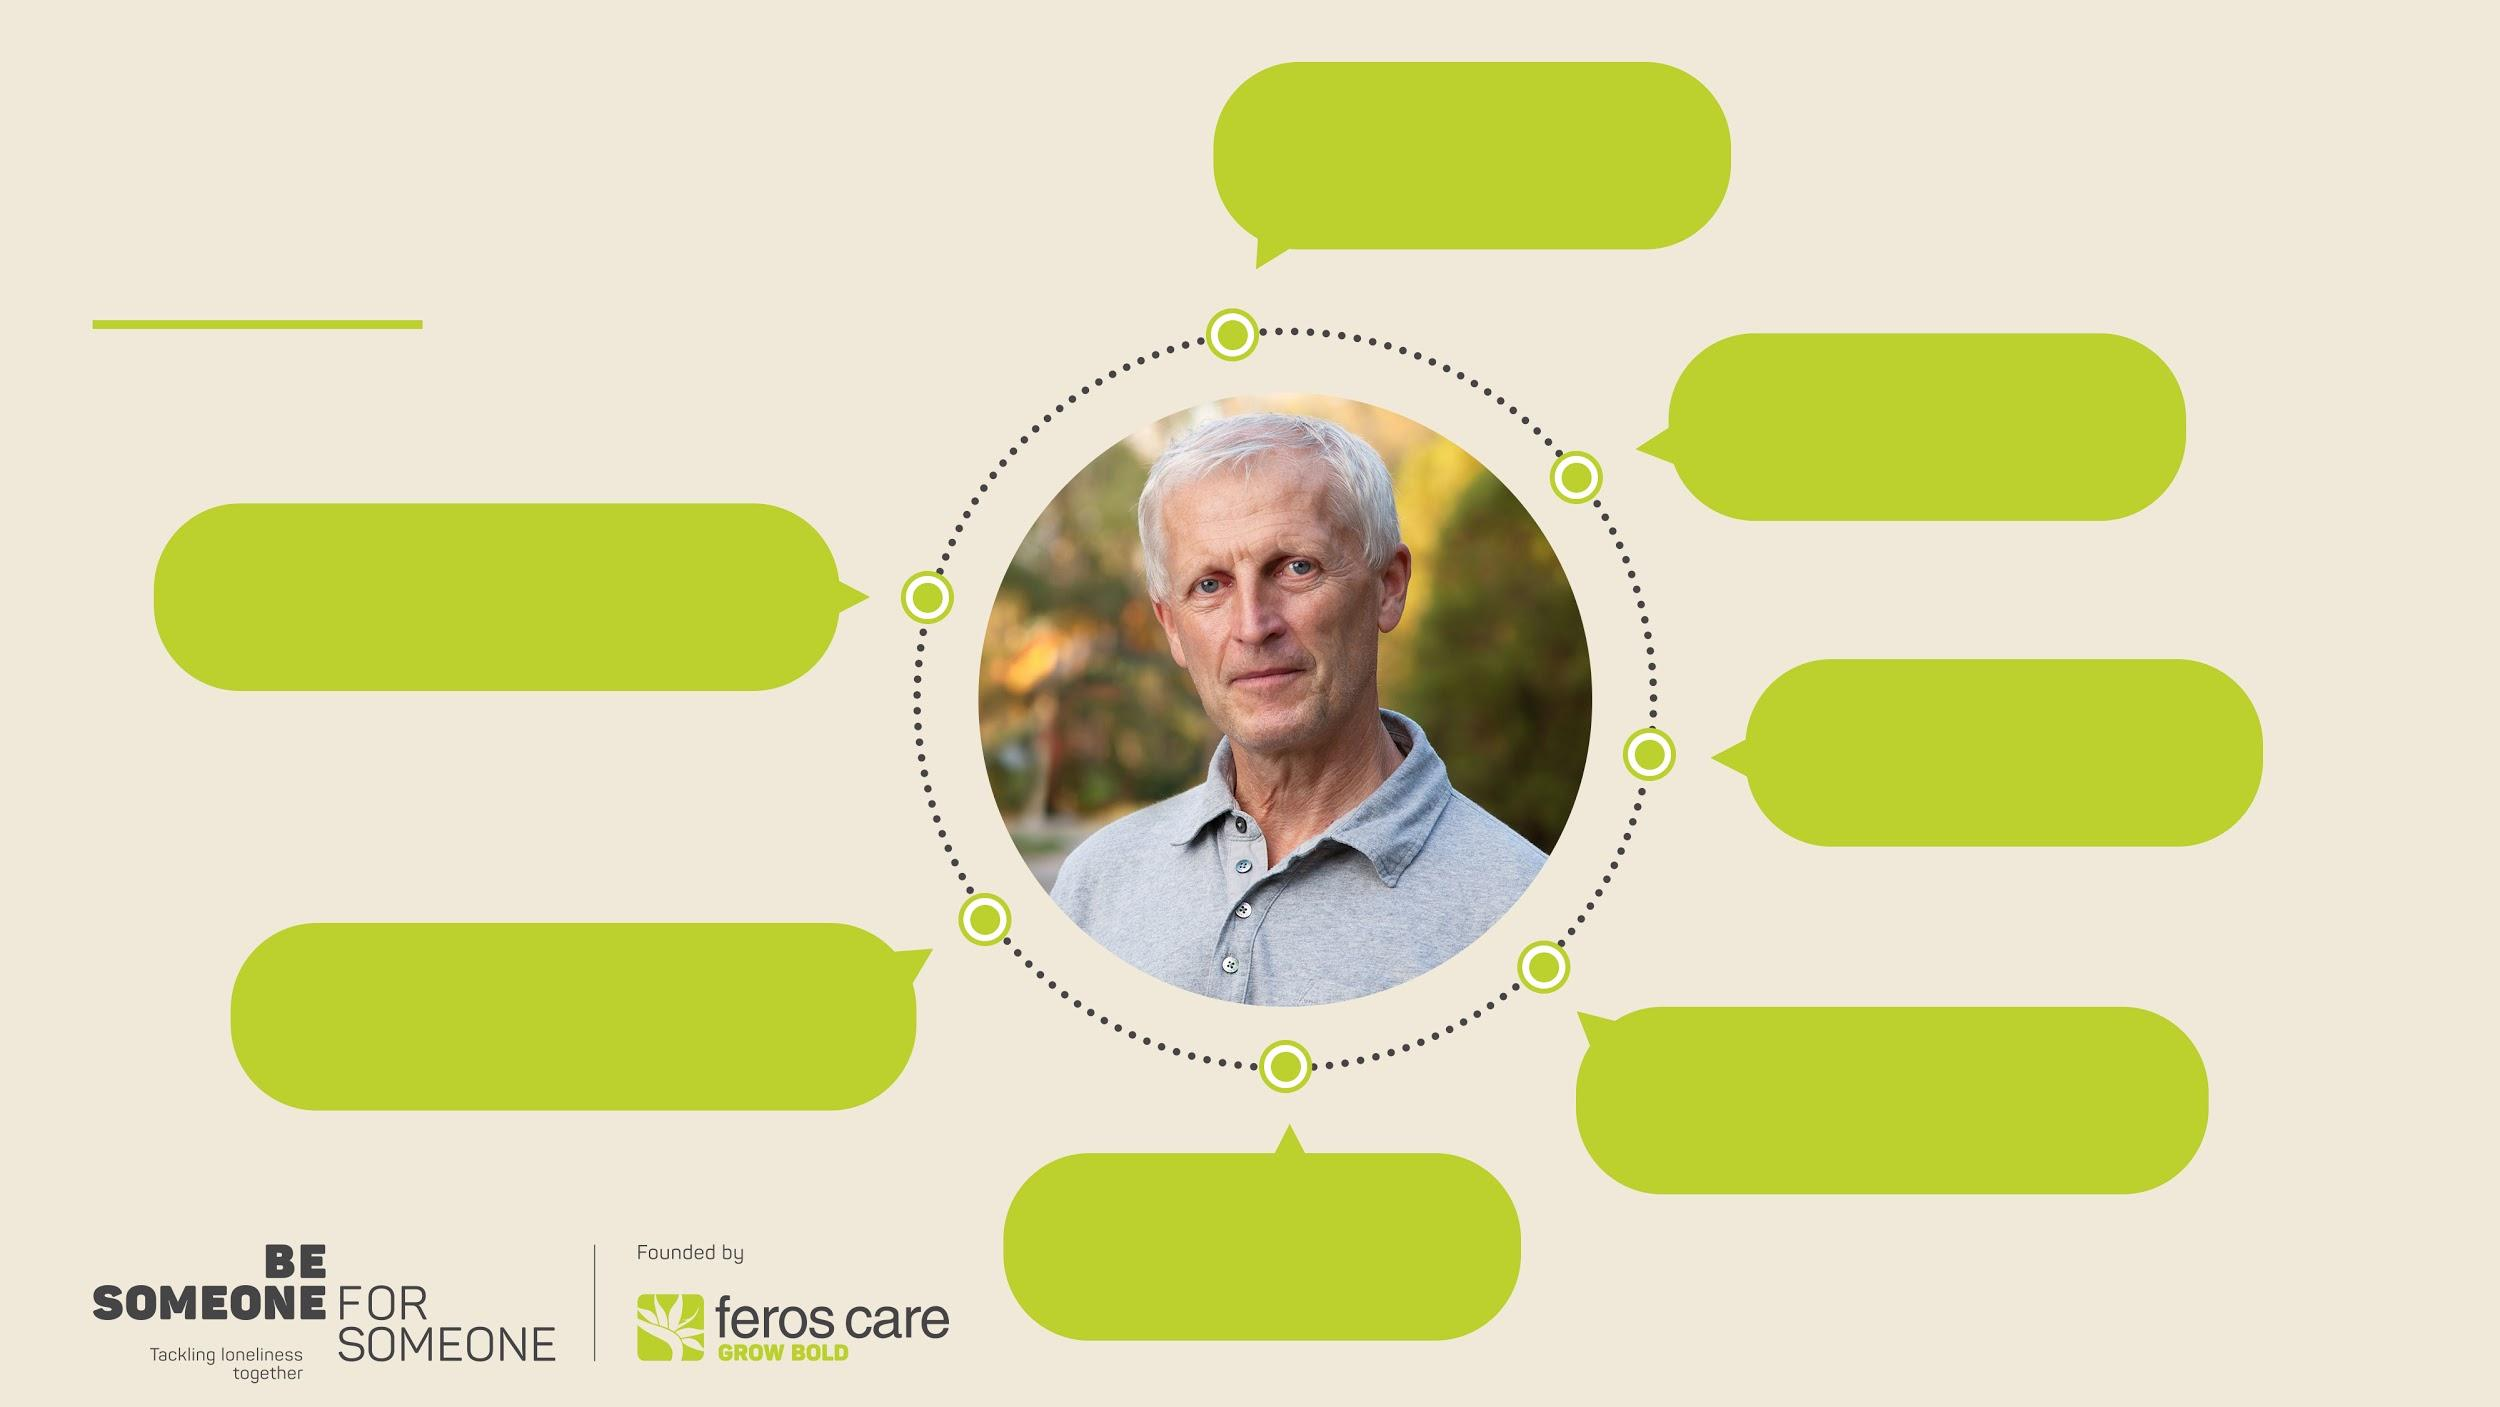 BE
SOMEONE FOR
SOMEONE
Tackling loneliness
together
Founded by
feros care
GROW BOLD